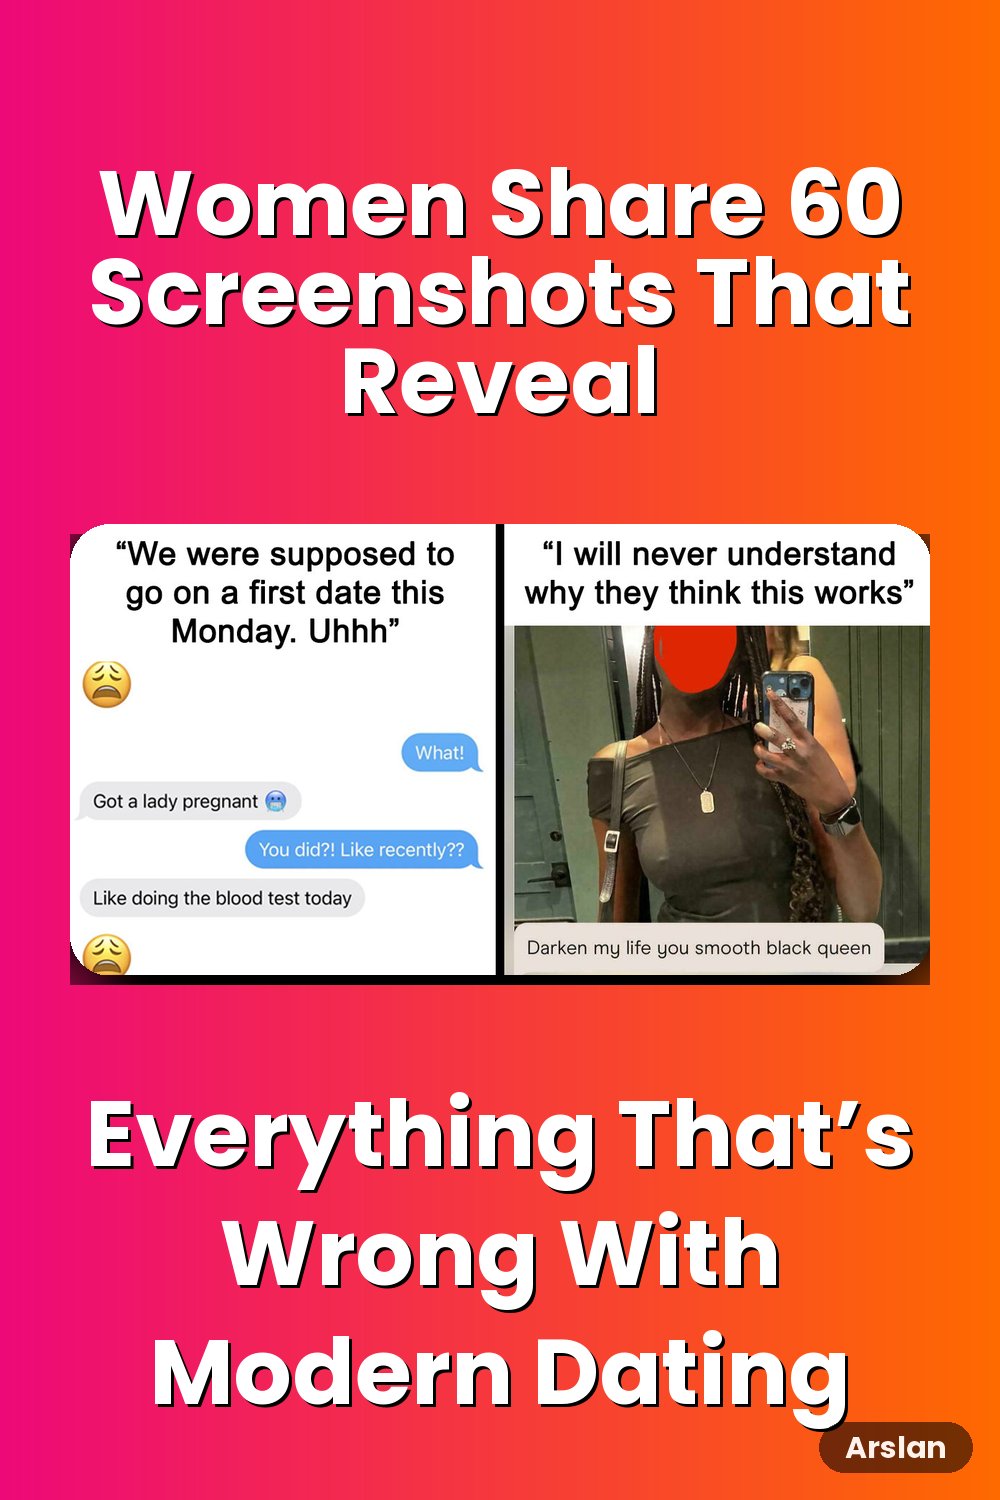 Women Share 60
Screenshots That
Reveal
“We were supposed to
go on a first date this
Monday. Uhhh”
😩
What!
Got a lady pregnant 🥶
You did?! Like recently??
Like doing the blood test today
😩
“I will never understand
why they think this works”
Darken my life you smooth black queen
Everything That’s
Wrong With
Modern Dating
Arslan